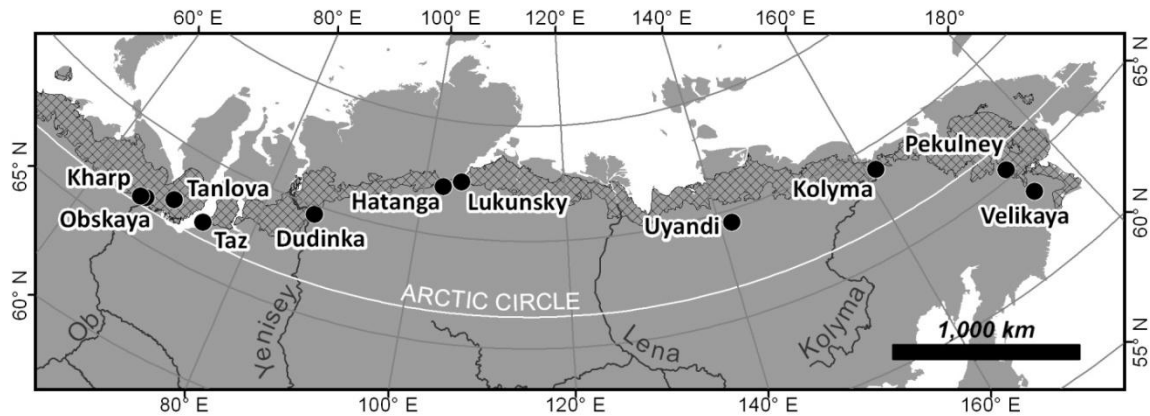 60° E 80° E 100° E 120° E 140° E 160° E 180°
65° N
65° N
Pekulney
Kharp
Tanlova
Hatanga
Lukunsky
Kolyma
Obskaya
Taz
Dudinka
Uyandi
Velikaya
60° N
60° N
ARCTIC CIRCLE
Ob
Yenisey
Lena
Kolyma
1,000 km
55° N
80° E 100° E 120° E 140° E 160° E